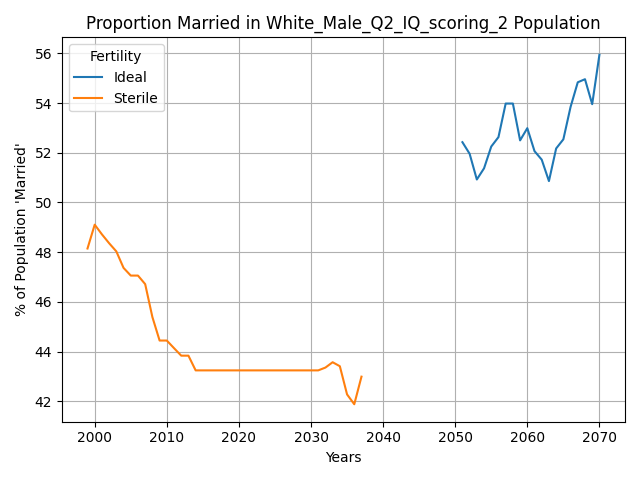 Proportion Married in White_Male_Q2_IQ_scoring_2 Population
Fertility
Ideal
Sterile
% of Population 'Married'
56
54
52
50
48
46
44
42
2000 2010 2020 2030 2040 2050 2060 2070
Years